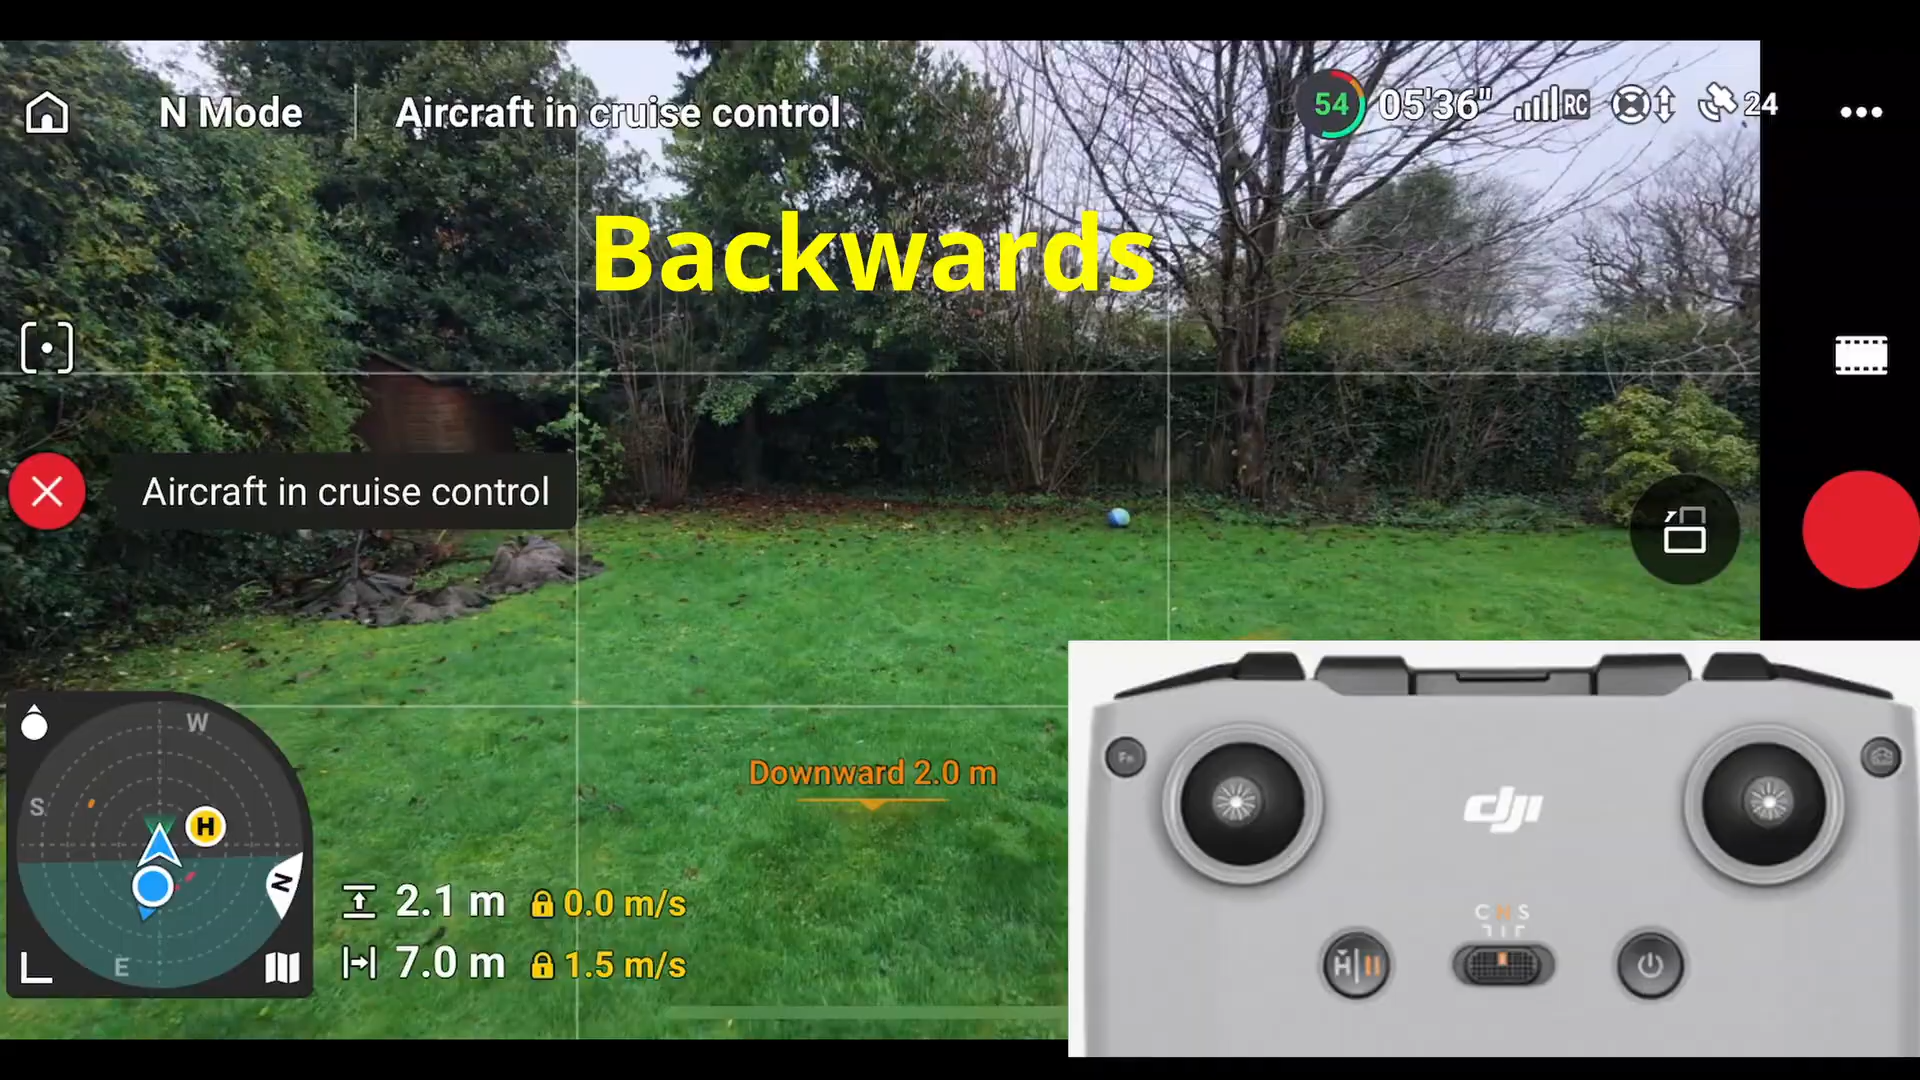 N Mode
Aircraft in cruise control
54
05'36"
RC
24
Backwards
Aircraft in cruise control
W
S
H
N
E
Downward 2.0 m
2.1 m 0.0 m/s
7.0 m 1.5 m/s
Fn
dji
C N S
H